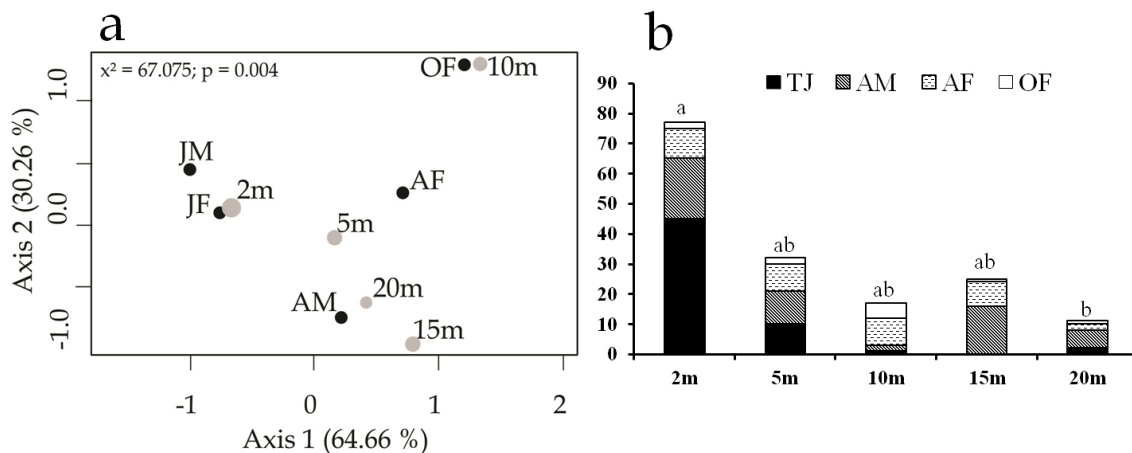 a
x² = 67.075; p = 0.004
OF 10m
JM
JF 2m
AF
5m
20m
AM
15m
1.0
0.0
-1.0
Axis 2 (30.26 %)
-1 0 1 2
Axis 1 (64.66 %)
b
TJ AM AF OF
90
80
70
60
50
40
30
20
10
0
a
ab
ab
ab
b
2m 5m 10m 15m 20m